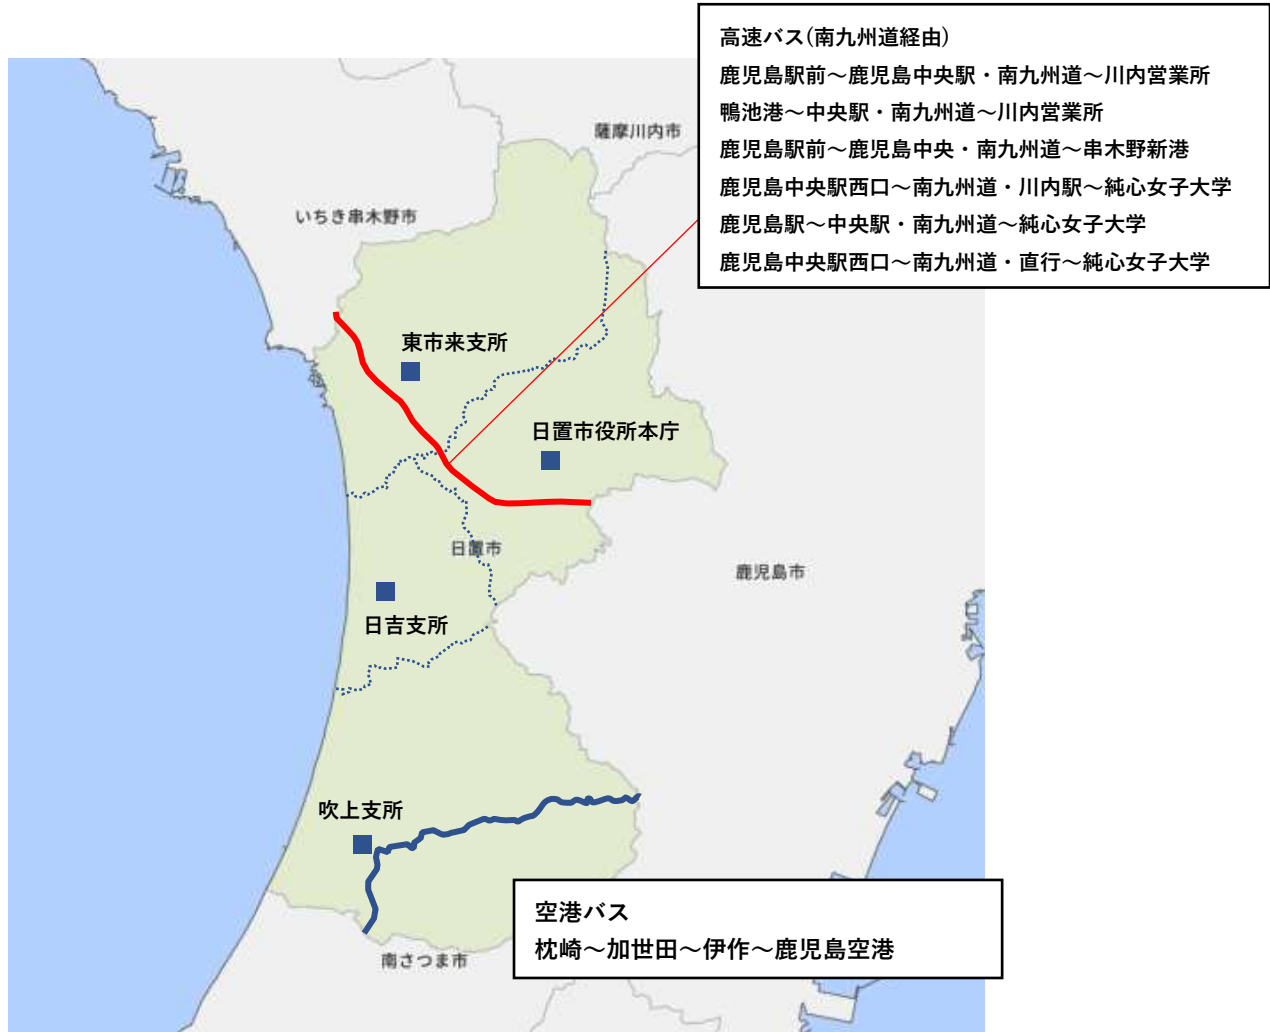 高速バス(南九州道経由)
鹿児島駅前～鹿児島中央駅・南九州道～川内営業所
鴨池港～中央駅・南九州道～川内営業所
鹿児島駅前～鹿児島中央・南九州道～串木野新港
鹿児島中央駅西口～南九州道・川内駅～純心女子大学
鹿児島駅～中央駅・南九州道～純心女子大学
鹿児島中央駅西口～南九州道・直行～純心女子大学
薩摩川内市
いちき串木野市
東市来支所
日置市役所本庁
日置市
鹿児島市
日吉支所
吹上支所
空港バス
枕崎～加世田～伊作～鹿児島空港
南さつま市